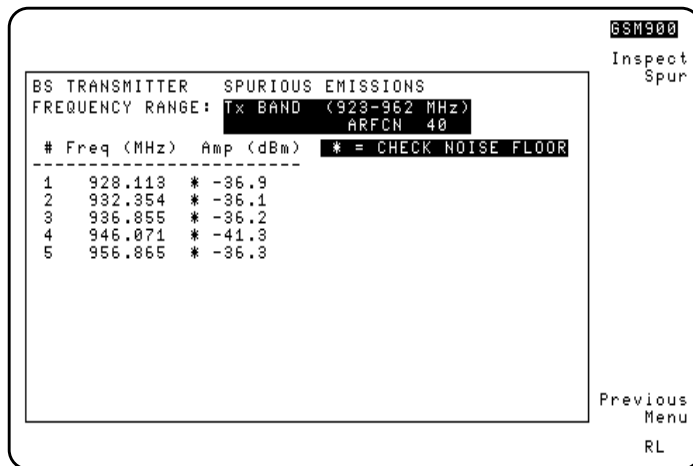 GSM900
Inspect
Spur
BS TRANSMITTER SPURIOUS EMISSIONS
FREQUENCY RANGE: Tx BAND (923-962 MHz)
ARFCN 40
# Freq (MHz) Amp (dBm) * = CHECK NOISE FLOOR
--------------------------
1 928.113 * -36.9
2 932.354 * -36.1
3 936.855 * -36.2
4 946.071 * -41.3
5 956.865 * -36.3
Previous
Menu
RL